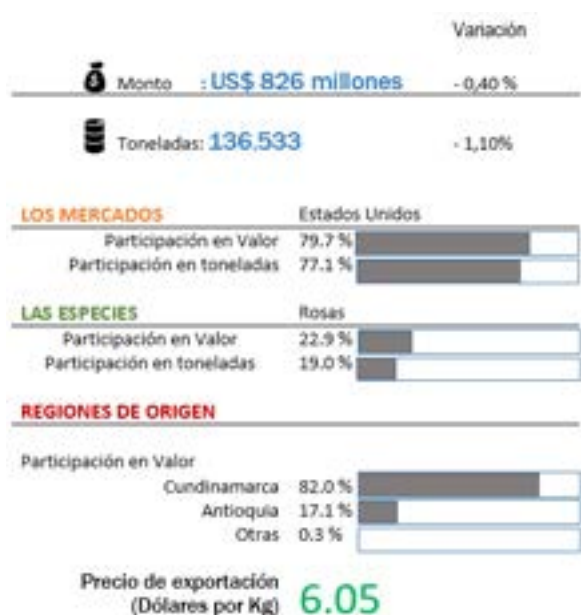 Variación
Monto : US$ 826 millones - 0,40 %
Toneladas: 136,533 - 1,10%
LOS MERCADOS Estados Unidos
Participación en Valor 79.7 %
Participación en toneladas 77.1 %
LAS ESPECIES Rosas
Participación en Valor 22.9 %
Participación en toneladas 19.0 %
REGIONES DE ORIGEN
Participación en Valor
Cundinamarca 82.0 %
Antioquia 17.1 %
Otras 0.3 %
Precio de exportación
(Dólares por Kg) 6.05